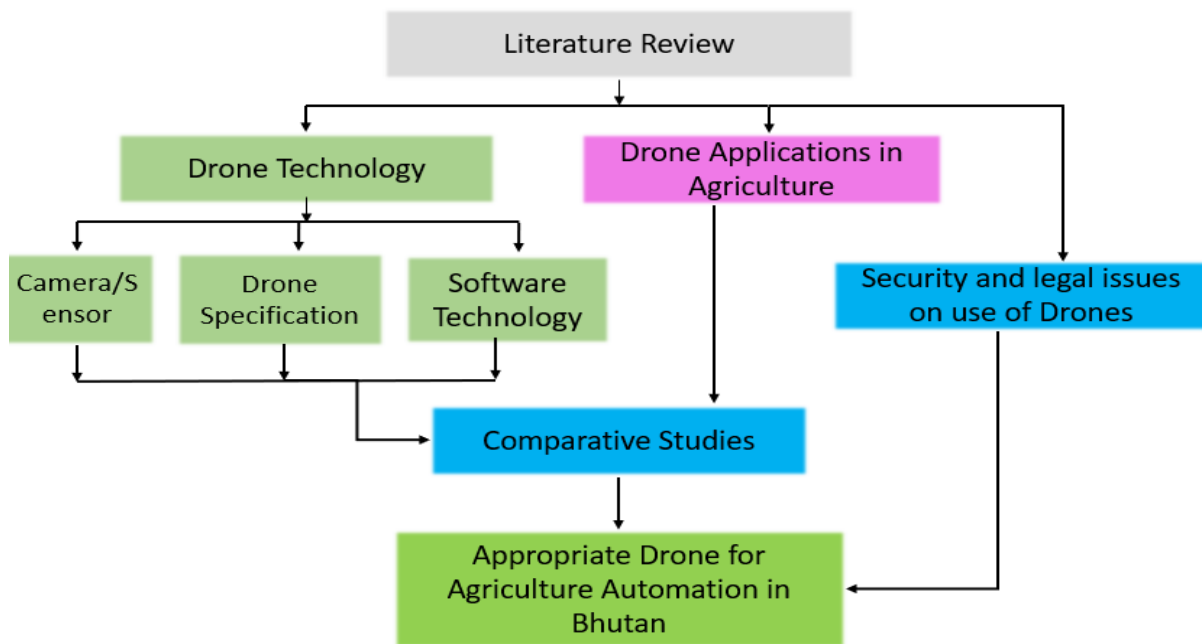 Literature Review
Drone Technology
Drone Applications in
Agriculture
Camera/S
ensor
Drone
Specification
Software
Technology
Security and legal issues
on use of Drones
Comparative Studies
Appropriate Drone for
Agriculture Automation in
Bhutan